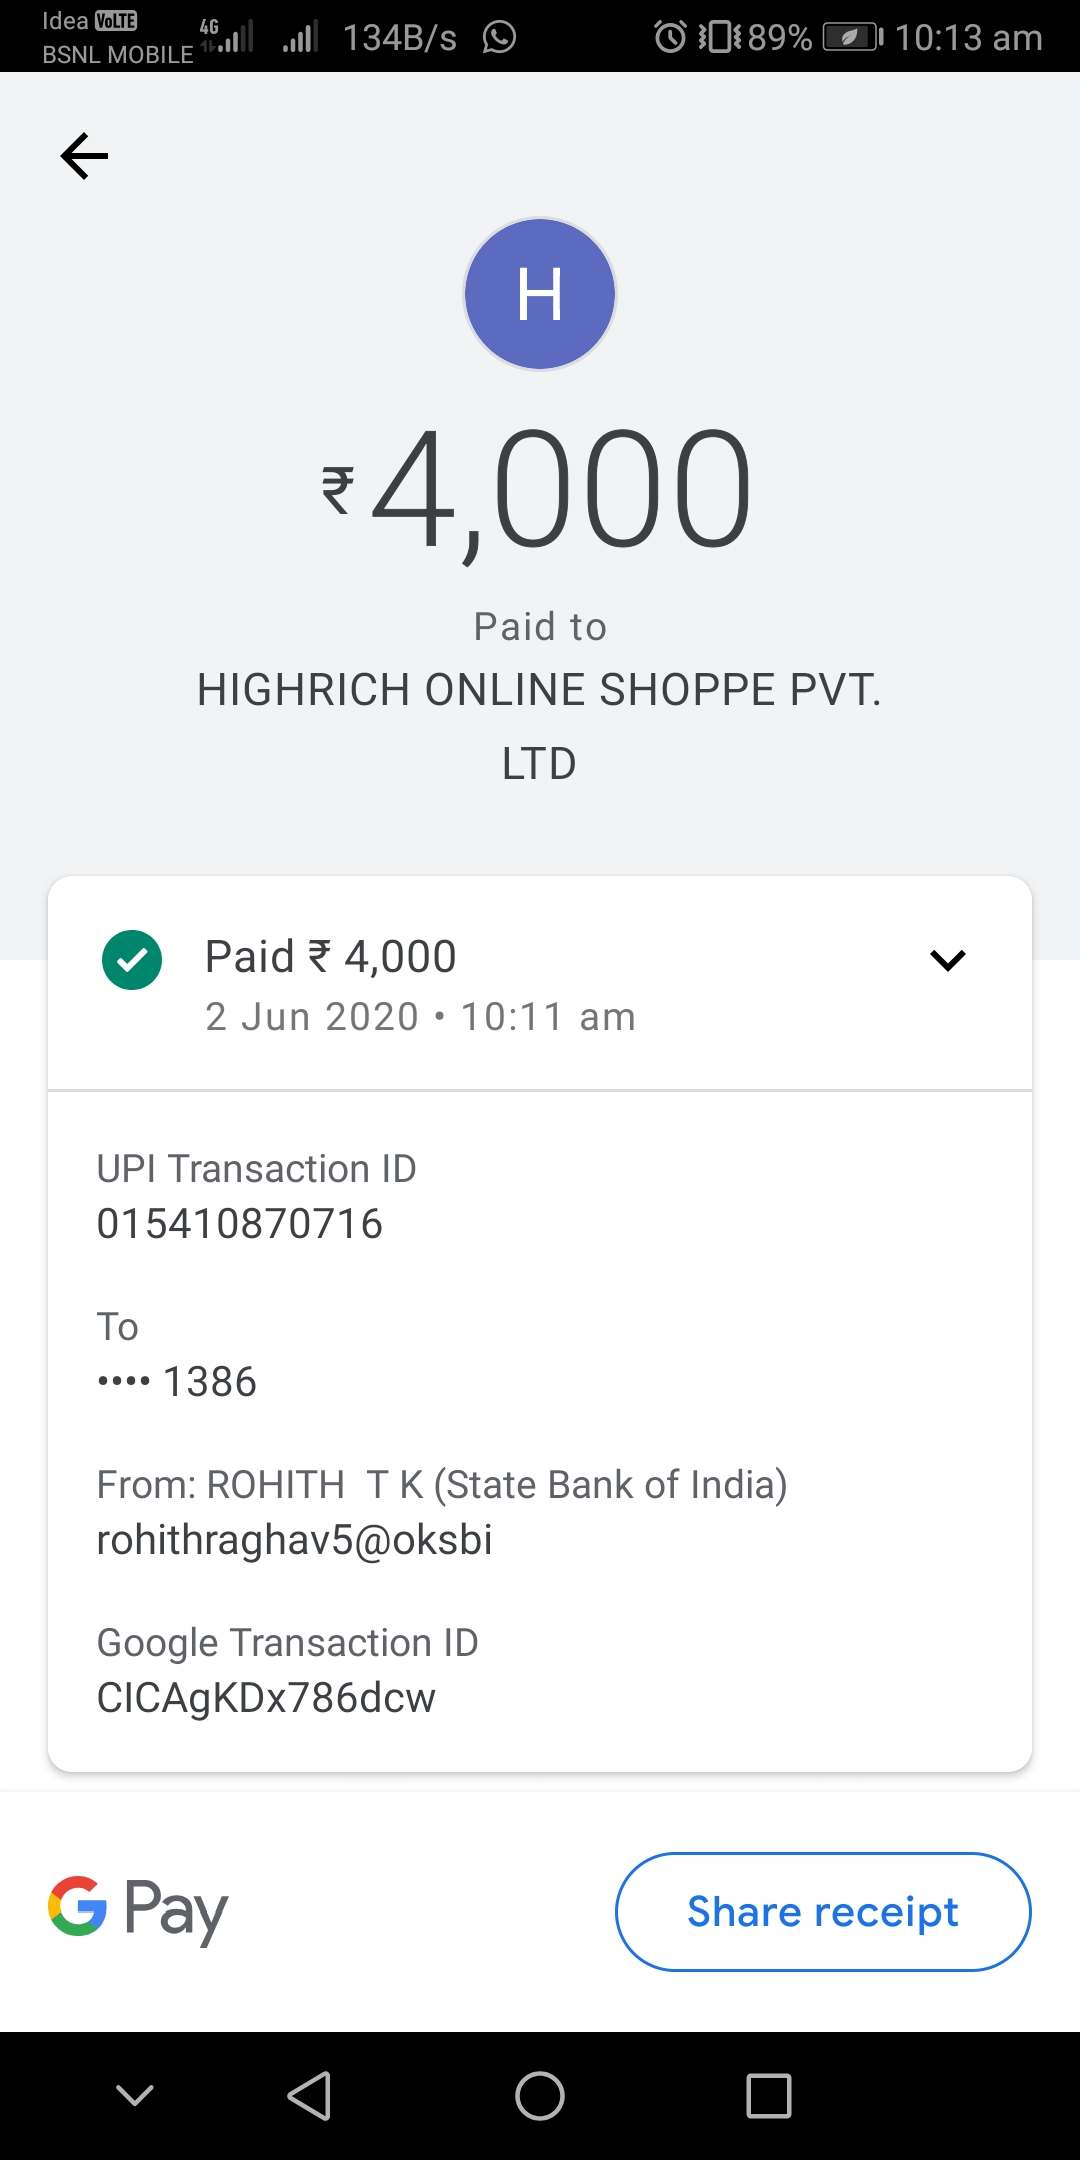 Idea VoLTE 4G 134B/s 89% 10:13 am
BSNL MOBILE
H
₹4,000
Paid to
HIGHRICH ONLINE SHOPPE PVT.
LTD
Paid ₹ 4,000
2 Jun 2020 • 10:11 am
UPI Transaction ID
015410870716
To
•••• 1386
From: ROHITH  T K (State Bank of India)
rohithraghav5@oksbi
Google Transaction ID
CICAgKDx786dcw
G Pay
Share receipt